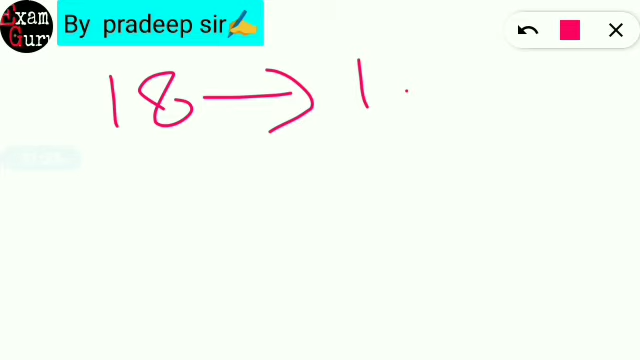 Exam
Guru
By pradeep sir✍
18 → 1 .